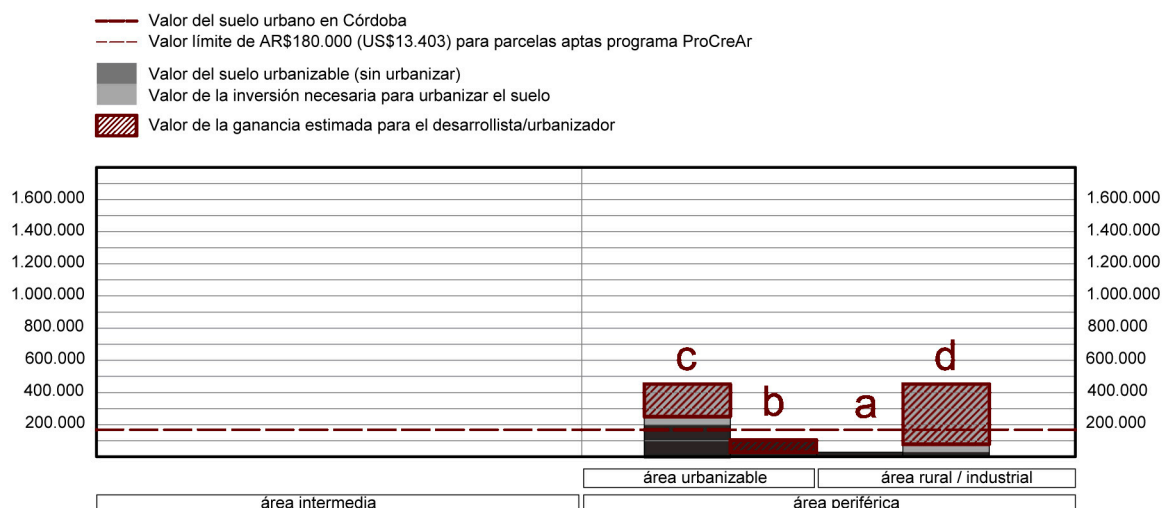 Valor del suelo urbano en Córdoba
Valor límite de AR$180.000 (US$13.403) para parcelas aptas programa ProCreAr
Valor del suelo urbanizable (sin urbanizar)
Valor de la inversión necesaria para urbanizar el suelo
Valor de la ganancia estimada para el desarrollista/urbanizador
1.600.000 1.600.000
1.400.000 1.400.000
1.200.000 1.200.000
1.000.000 1.000.000
800.000 800.000
600.000 c d 600.000
400.000 b a 400.000
200.000 200.000
área urbanizable área rural / industrial
área intermedia área periférica